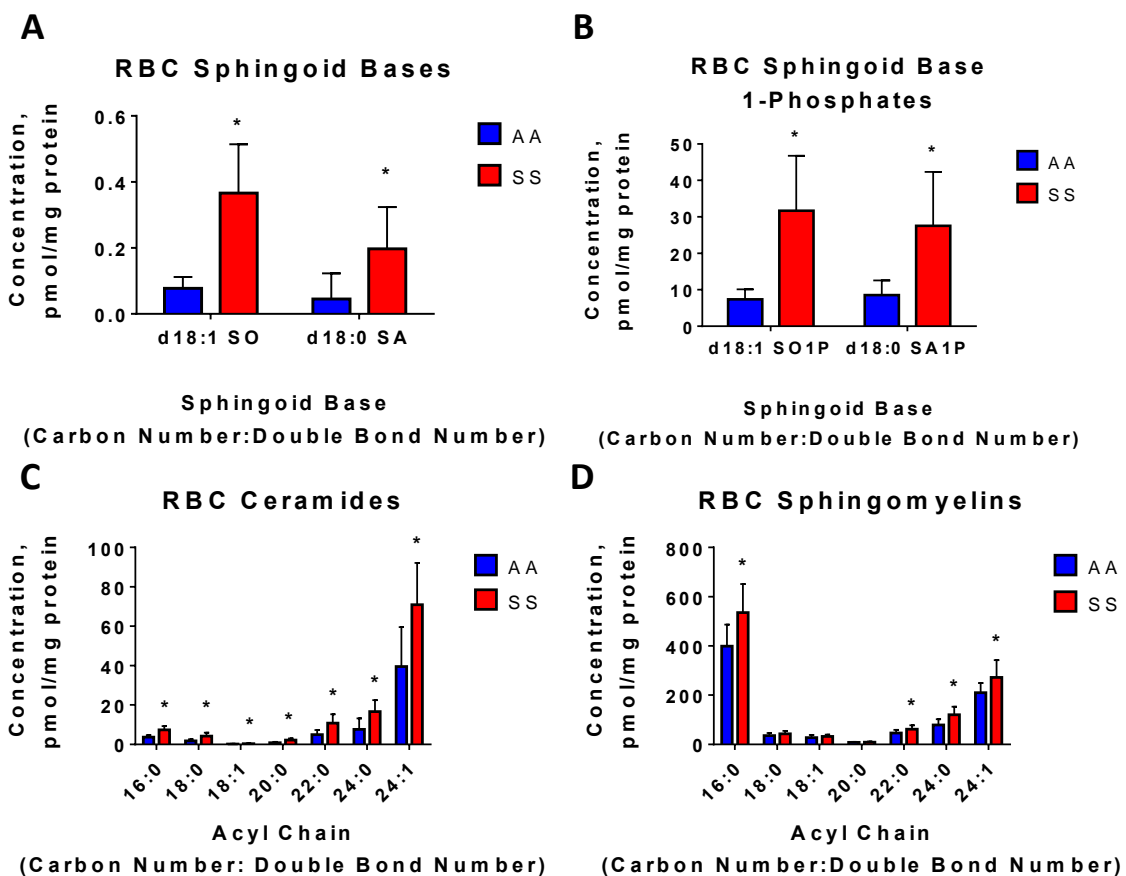 A
RBC Sphingoid Bases
Concentration,
pmol/mg protein
0.6
0.4
0.2
0.0
*
*
AA
SS
d18:1 SO
d18:0 SA
Sphingoid Base
(Carbon Number:Double Bond Number)
B
RBC Sphingoid Base
1-Phosphates
Concentration,
pmol/mg protein
50
40
30
20
10
0
*
*
AA
SS
d18:1 SO1P
d18:0 SA1P
Sphingoid Base
(Carbon Number:Double Bond Number)
C
RBC Ceramides
Concentration,
pmol/mg protein
100
80
60
40
20
0
*
*
*
*
*
*
*
AA
SS
16:0
18:0
18:1
20:0
22:0
24:0
24:1
Acyl Chain
(Carbon Number: Double Bond Number)
D
RBC Sphingomyelins
Concentration,
pmol/mg protein
800
600
400
200
0
*
*
*
*
AA
SS
16:0
18:0
18:1
20:0
22:0
24:0
24:1
Acyl Chain
(Carbon Number:Double Bond Number)